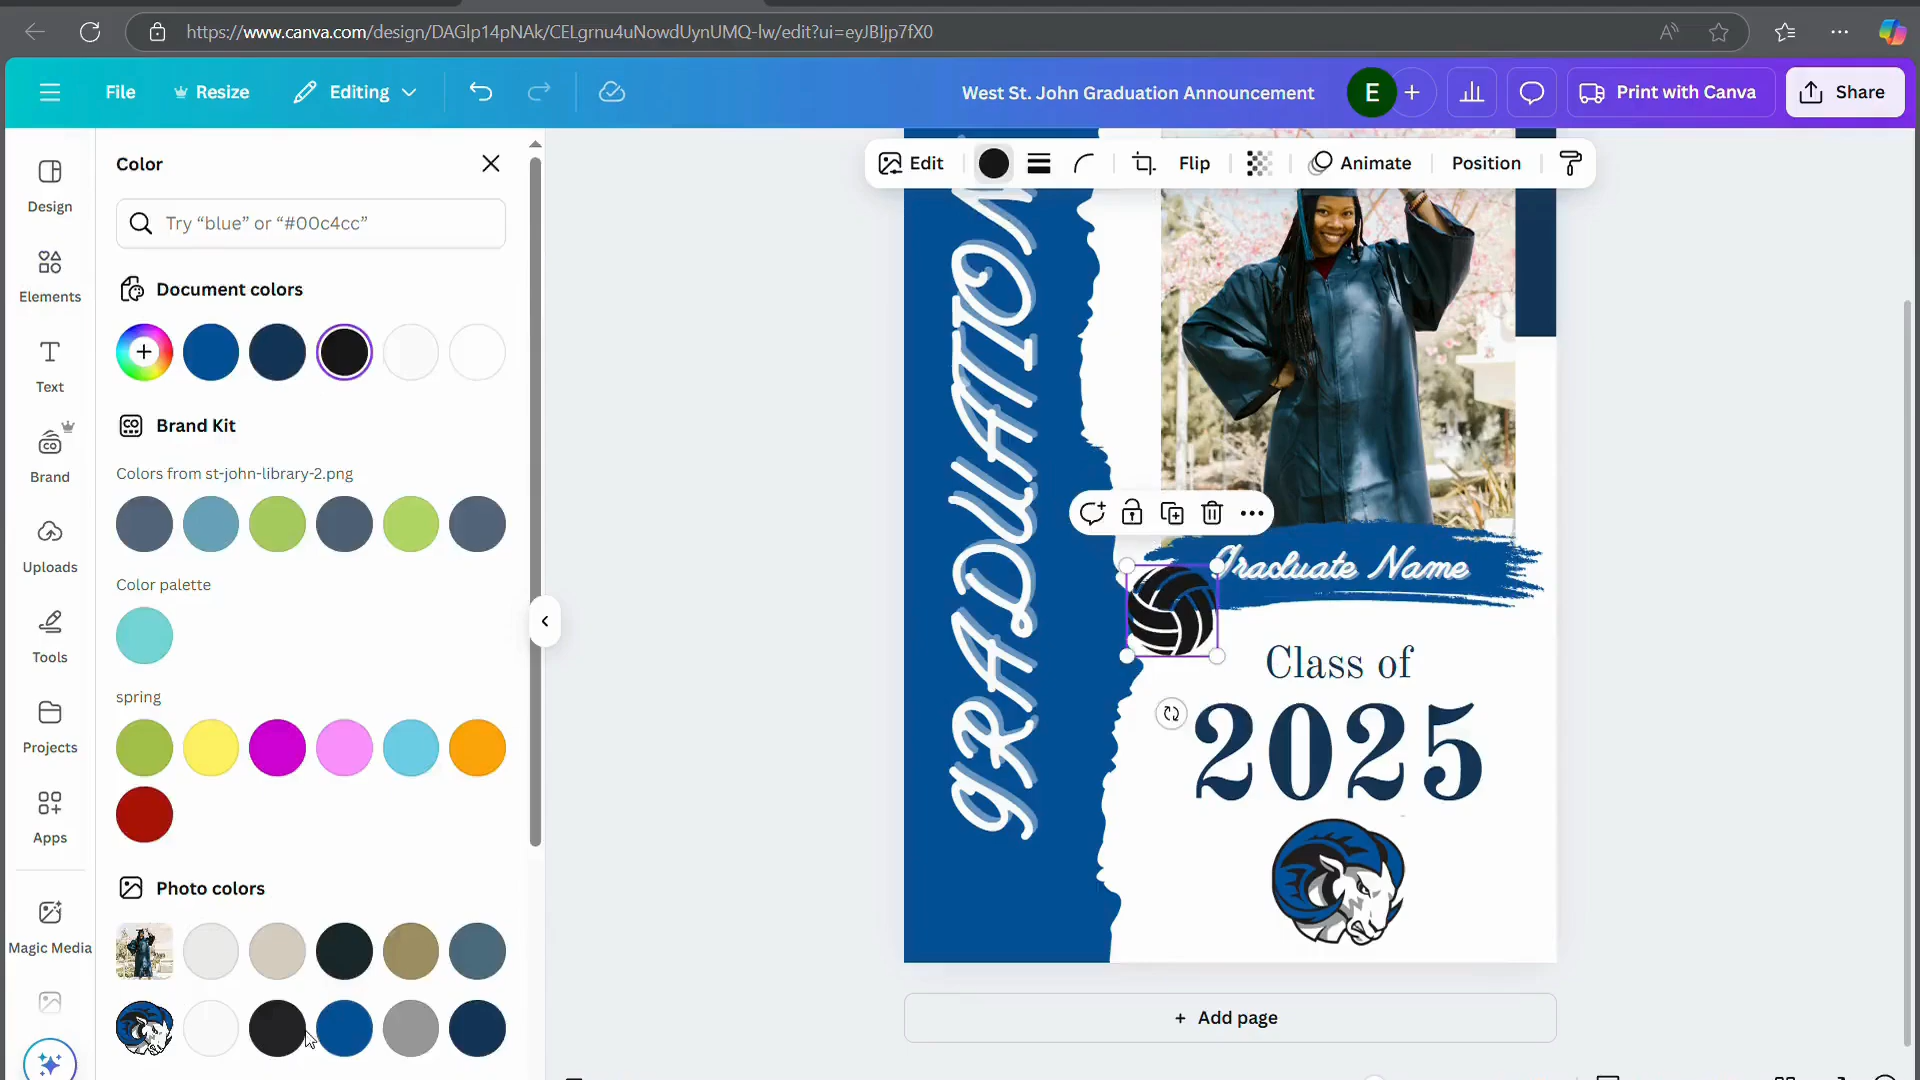 https://www.canva.com/design/DAGlp14pNAk/CELgrnu4uNowdUynUMQ-lw/edit?ui=eyJBIjp7fX0
File
Resize
Editing
West St. John Graduation Announcement
E
Print with Canva
Share
Design
Elements
Text
Brand
Uploads
Tools
Projects
Apps
Magic Media
Color
Try “blue” or “#00c4cc”
Document colors
Brand Kit
Colors from st-john-library-2.png
Color palette
spring
Photo colors
Edit
Flip
Animate
Position
GRADUATION
Graduate Name
Class of
2025
+ Add page